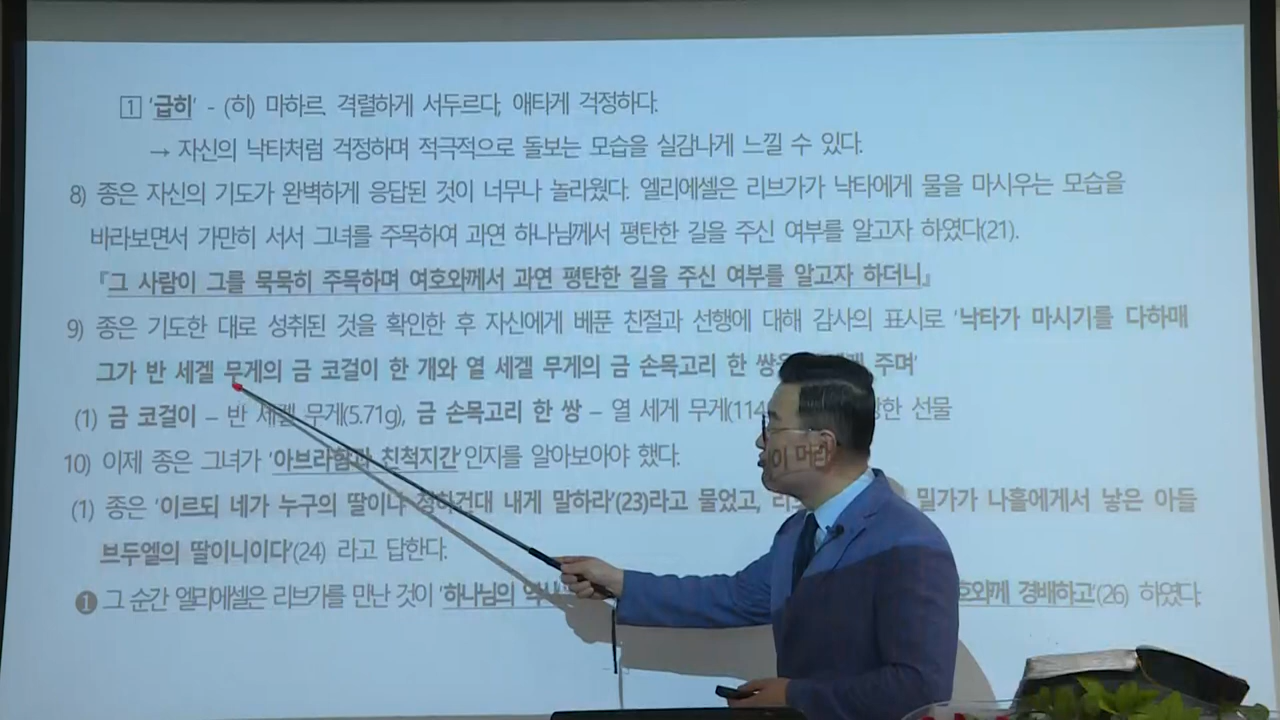 1 '급히' - (히) 마하르, 격렬하게 서두르다, 애타게 걱정하다.
→ 자신의 낙타처럼 걱정하며 적극적으로 돌보는 모습을 실감나게 느낄 수 있다.
8) 종은 자신의 기도가 완벽하게 응답된 것이 너무나 놀라웠다. 엘리에셀은 리브가가 낙타에게 물을 마시우는 모습을
바라보면서 가만히 서서 그녀를 주목하여 과연 하나님께서 평탄한 길을 주신 여부를 알고자 하였다(21).
『그 사람이 그를 묵묵히 주목하며 여호와께서 과연 평탄한 길을 주신 여부를 알고자 하더니』
9) 종은 기도한 대로 성취된 것을 확인한 후 자신에게 베푼 친절과 선행에 대해 감사의 표시로 '낙타가 마시기를 다하매
그가 반 세겔 무게의 금 코걸이 한 개와 열 세겔 무게의 금 손목고리 한 쌍을 주며'
(1) 금 코걸이 – 반 세겔 무게(5.71g), 금 손목고리 한 쌍 – 열 세게 무게(114 선물
10) 이제 종은 그녀가 '아브라함과 친척지간'인지를 알아보아야 했다.
(1) 종은 '이르되 네가 누구의 딸이냐 청하건대 내게 말하라'(23)라고 물었고, 밀가가 나홀에게서 낳은 아들
브두엘의 딸이니이다'(24) 라고 답한다.
❶ 그 순간 엘리에셀은 리브가를 만난 것이 '하나님의 경배하고'(26) 하였다.